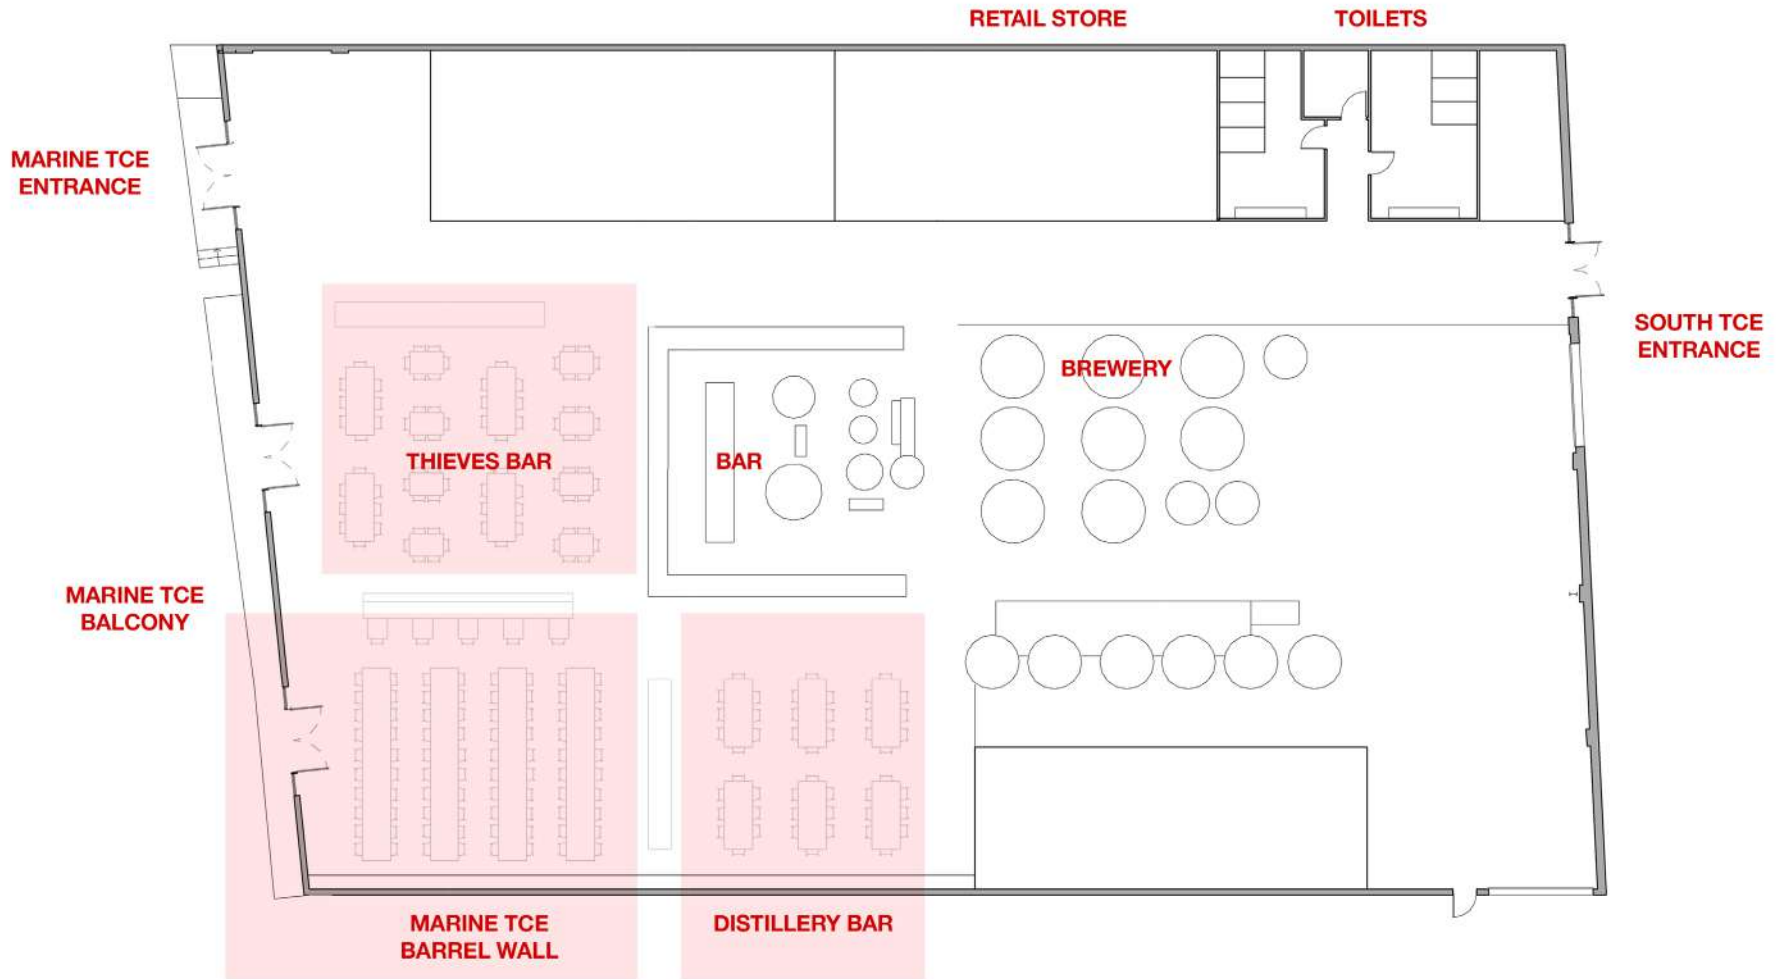 RETAIL STORE
TOILETS
MARINE TCE
ENTRANCE
SOUTH TCE
ENTRANCE
BREWERY
THIEVES BAR
BAR
MARINE TCE
BALCONY
MARINE TCE
BARREL WALL
DISTILLERY BAR